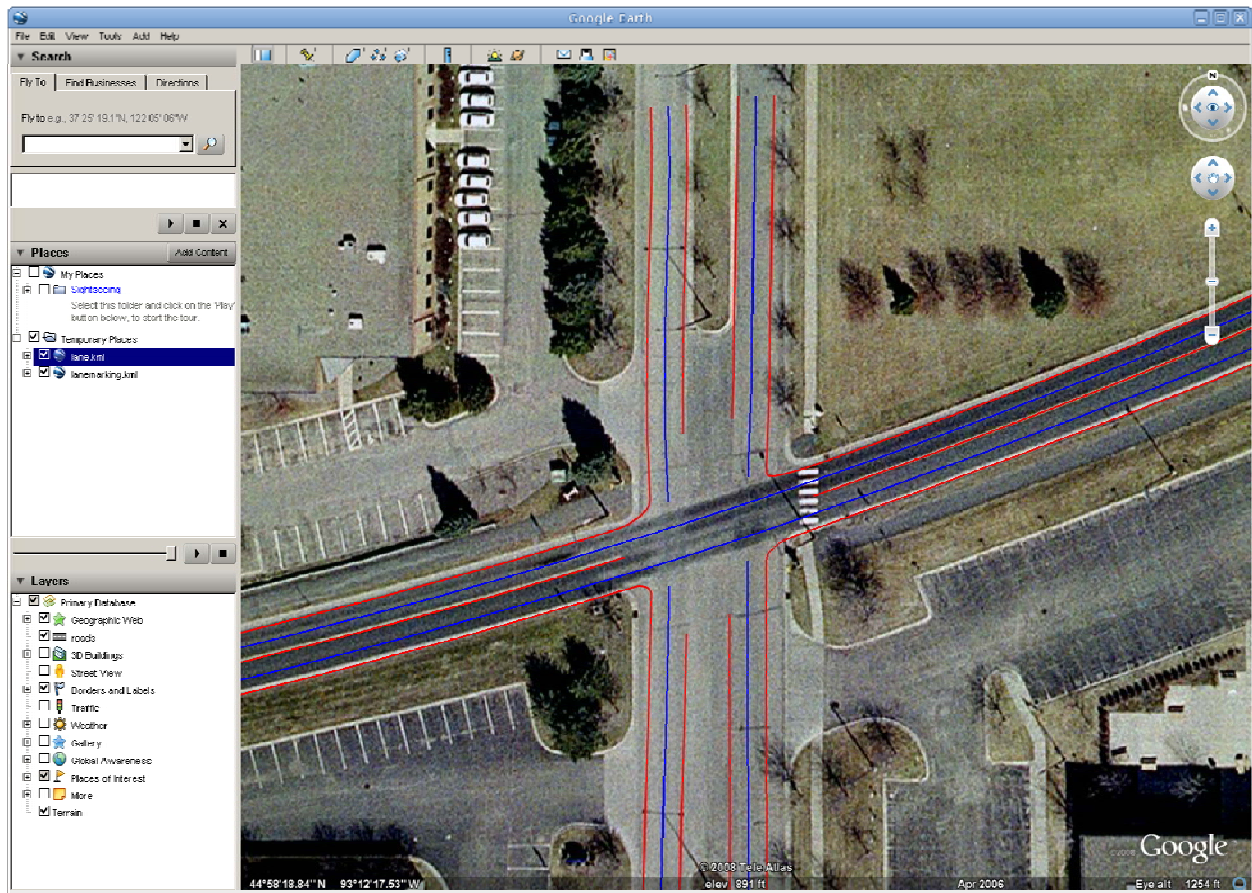 Google Earth
File Edit View Tools Add Help
Search
Fly To Find Businesses Directions
Fly to e.g., 37 25' 19.1"N, 122 05' 06"W
Places Add Content
My Places
Sightseeing
Select this folder and click on the 'Play'
button below, to start the tour.
Temporary Places
lane.kml
lanemarking.kml
Layers
Primary Database
Geographic Web
roads
3D Buildings
Street View
Borders and Labels
Traffic
Weather
Gallery
Global Awareness
Places of Interest
More
Terrain
N
Google
© 2008 Tele Atlas
44°58'18.84" N 93°12'17.53" W
elev 891 ft
Apr 2006
Eye alt 1254 ft